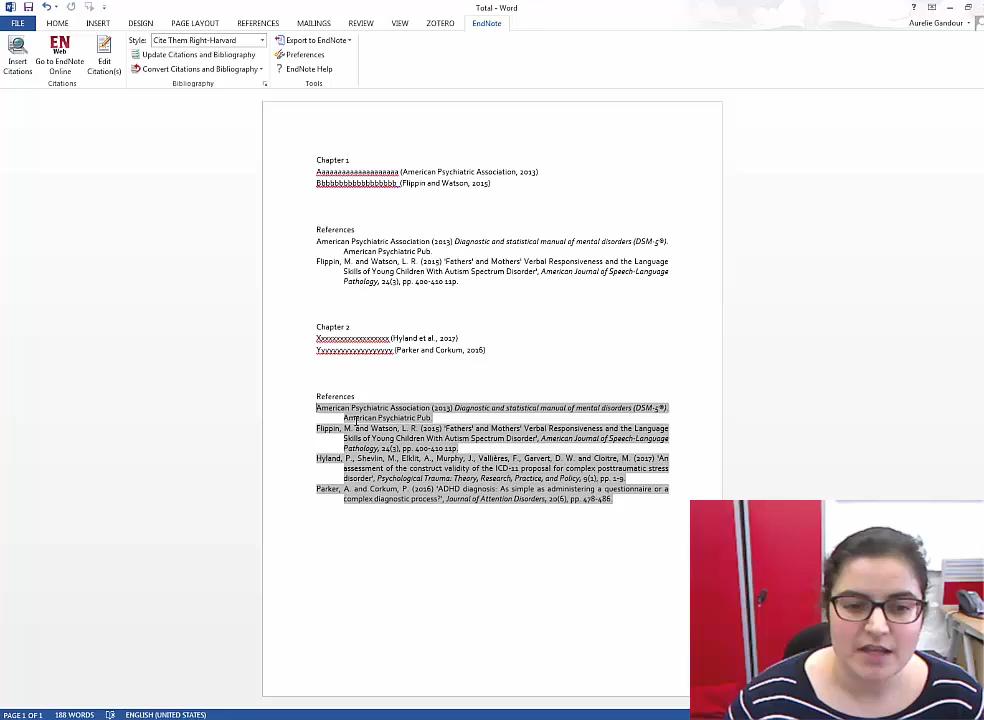 Total - Word
FILE HOME INSERT DESIGN PAGE LAYOUT REFERENCES MAILINGS REVIEW VIEW ZOTERO EndNote
Aurelie Gandour
Insert Citations
Go to EndNote Online
Edit Citation(s)
Citations
Style: Cite Them Right-Harvard
Update Citations and Bibliography
Convert Citations and Bibliography
Bibliography
Export to EndNote
Preferences
EndNote Help
Tools
EN
Web
Chapter 1
Aaaaaaaaaaaaaaaaaaa (American Psychiatric Association, 2013)
(Flippin and Watson, 2015)
References
American Psychiatric Association (2013) Diagnostic and statistical manual of mental disorders (DSM-5®).
American Psychiatric Pub.
Flippin, M. and Watson, L. R. (2015) 'Fathers' and Mothers' Verbal Responsiveness and the Language
Skills of Young Children With Autism Spectrum Disorder', American Journal of Speech-Language
Pathology, 24(3), pp. 400-410 11p.
Chapter 2
(Hyland et al., 2017)
(Parker and Corkum, 2016)
References
American Psychiatric Association (2013) Diagnostic and statistical manual of mental disorders (DSM-5®).
American Psychiatric Pub.
Flippin, M. and Watson, L. R. (2015) 'Fathers' and Mothers' Verbal Responsiveness and the Language
Skills of Young Children With Autism Spectrum Disorder', American Journal of Speech-Language
Pathology, 24(3), pp. 400-410 11p.
Hyland, P., Shevlin, M., Elklit, A., Murphy, J., Vallières, F., Garvert, D. W. and Cloitre, M. (2017) 'An
assessment of the construct validity of the ICD-11 proposal for complex posttraumatic stress
disorder', Psychological Trauma: Theory, Research, Practice, and Policy, 9(1), pp. 1-9.
Parker, A. and Corkum, P. (2016) 'ADHD diagnosis: As simple as administering a questionnaire or a
complex diagnostic process?', Journal of Attention Disorders, 20(6), pp. 478-486.
PAGE 1 OF 1 188 WORDS ENGLISH (UNITED STATES)